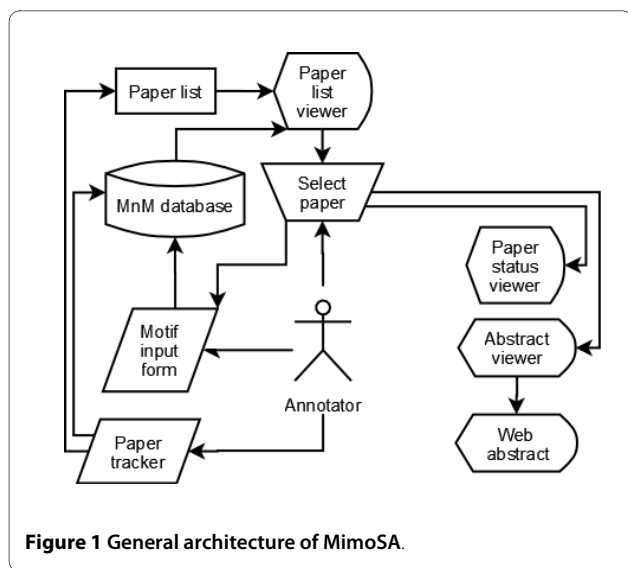 Paper list
Paper
list
viewer
MnM database
Select
paper
Paper
status
viewer
Motif
input
form
Abstract
viewer
Annotator
Paper
tracker
Web
abstract
Figure 1 General architecture of MimoSA.